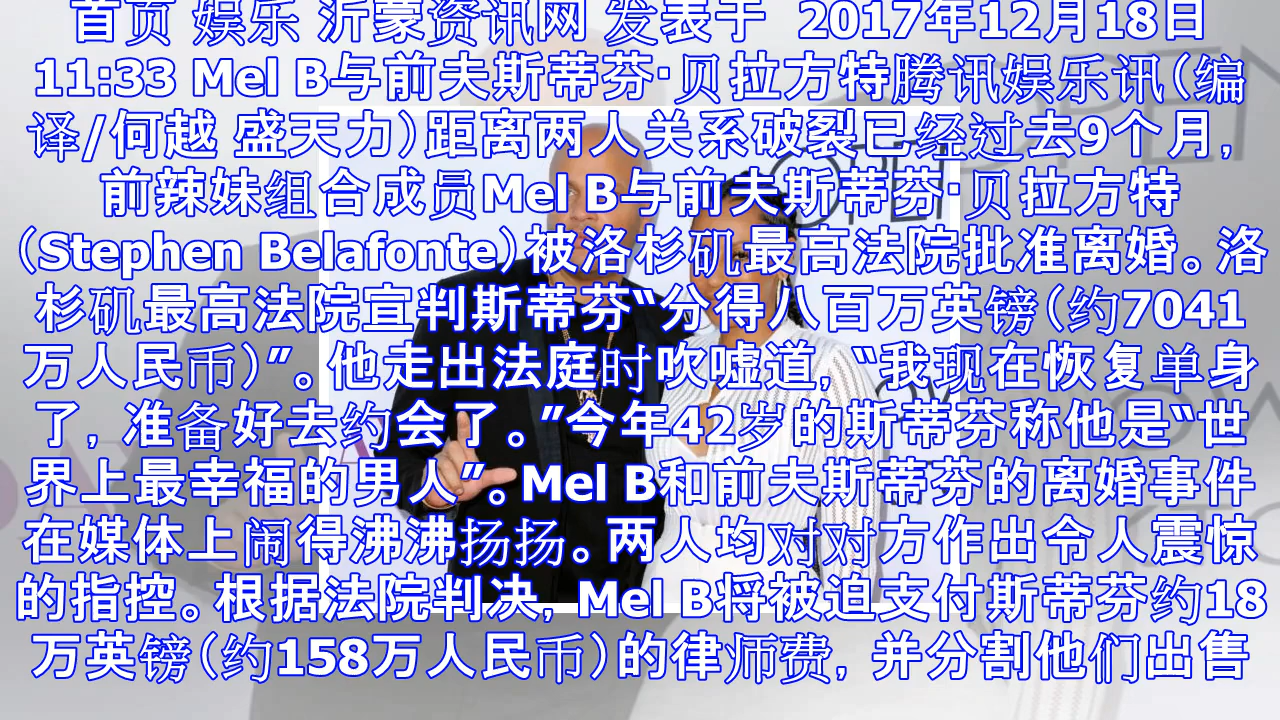 首页 娱乐 沂蒙资讯网 发表于 2017年12月18日
11:33 Mel B与前夫斯蒂芬·贝拉方特腾讯娱乐讯(编
译/何越 盛天力)距离两人关系破裂已经过去9个月,
前辣妹组合成员Mel B与前夫斯蒂芬·贝拉方特
(Stephen Belafonte)被洛杉矶最高法院批准离婚。洛
杉矶最高法院宣判斯蒂芬“分得八百万英镑(约7041
万人民币)”。他走出法庭时吹嘘道,“我现在恢复单身
了,准备好去约会了。”今年42岁的斯蒂芬称他是“世
界上最幸福的男人”。Mel B和前夫斯蒂芬的离婚事件
在媒体上闹得沸沸扬扬。两人均对对方作出令人震惊
的指控。根据法院判决,Mel B将被迫支付斯蒂芬约18
万英镑(约158万人民币)的律师费,并分割他们出售
OPEN